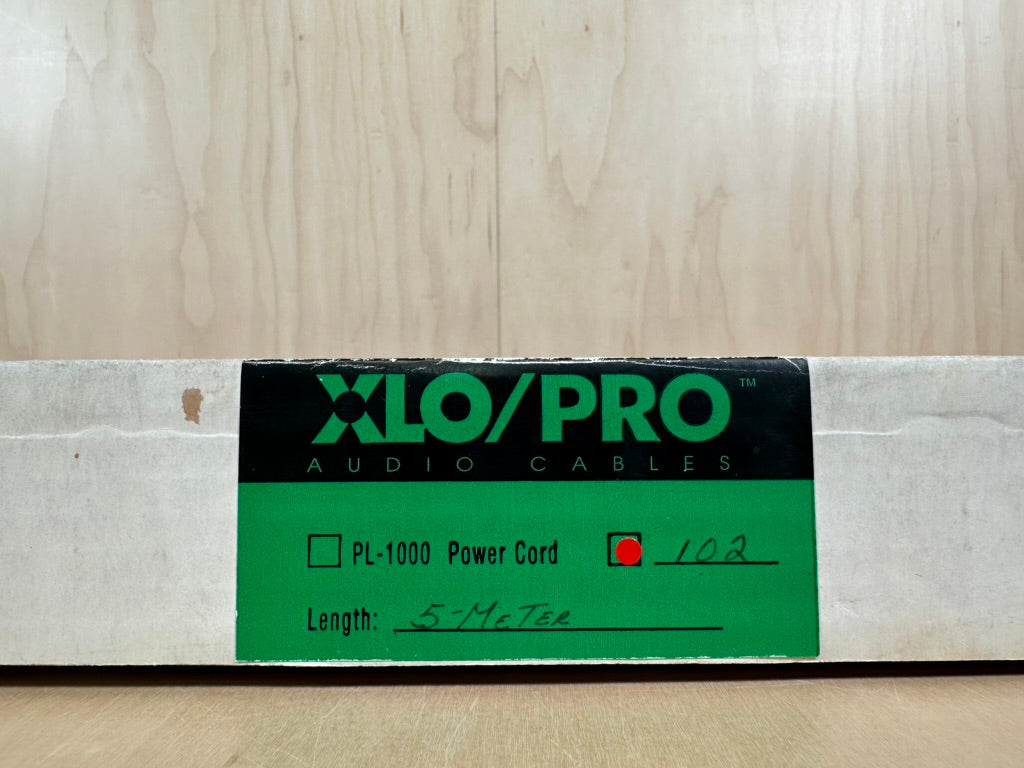 XLO/PRO™
AUDIO CABLES
PL-1000 Power Cord 102
Length: 5-METER